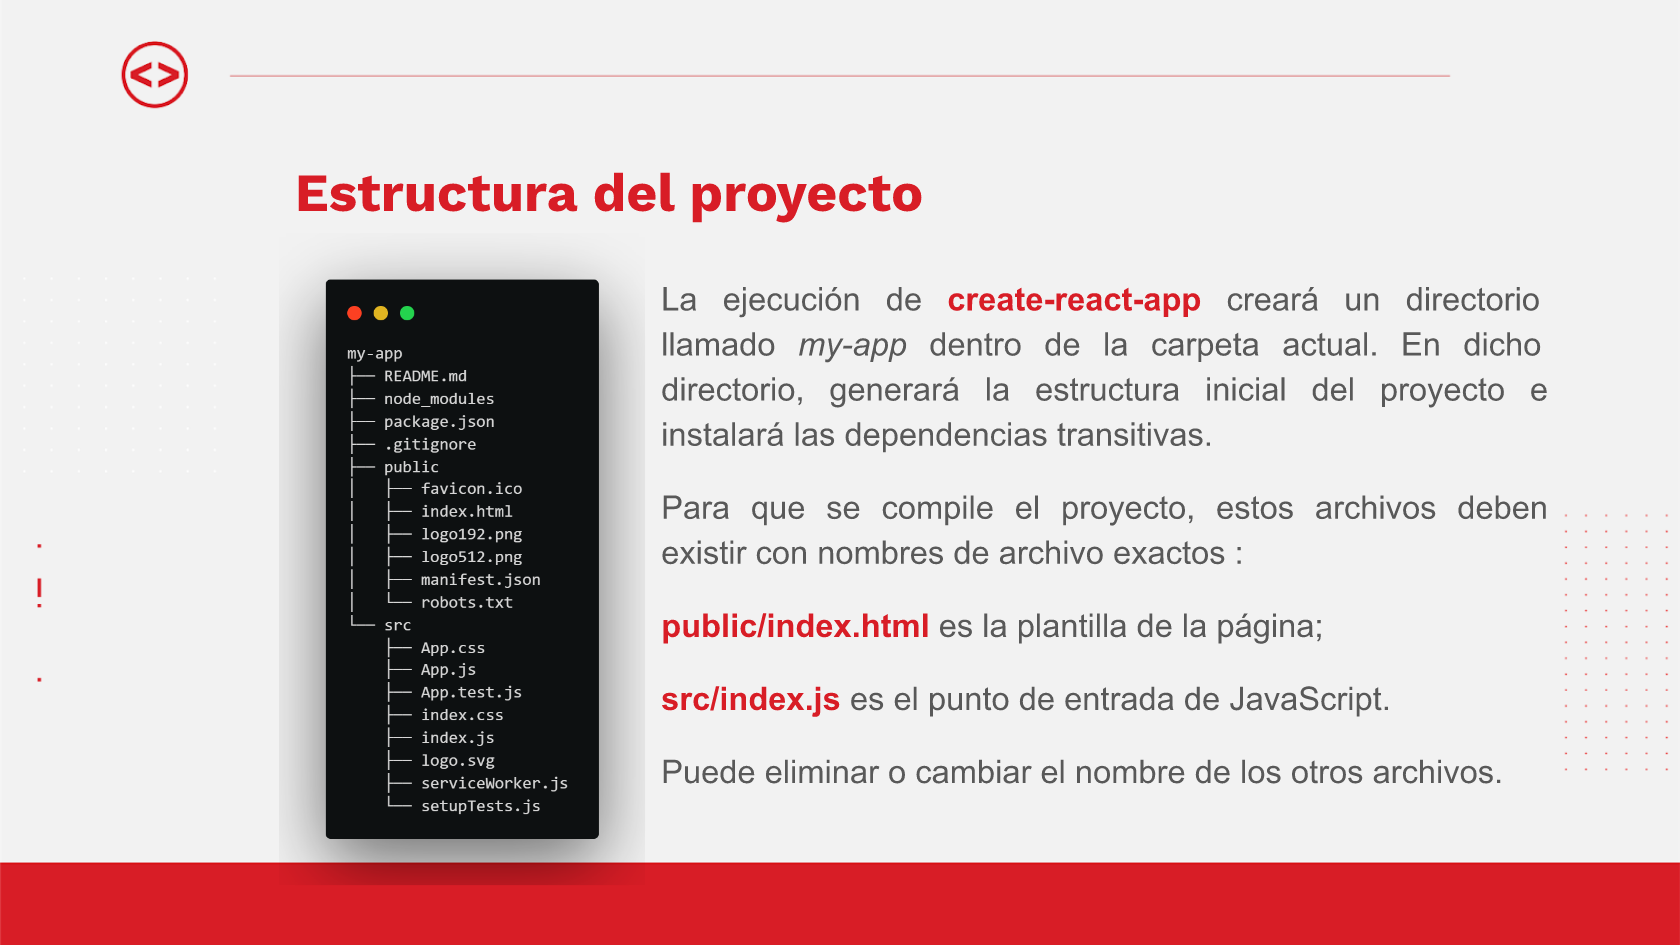 <>
Estructura del proyecto
my-app
├── README.md
├── node_modules
├── package.json
├── .gitignore
├── public
│   ├── favicon.ico
│   ├── index.html
│   ├── logo192.png
│   ├── logo512.png
│   ├── manifest.json
│   └── robots.txt
└── src
    ├── App.css
    ├── App.js
    ├── App.test.js
    ├── index.css
    ├── index.js
    ├── logo.svg
    ├── serviceWorker.js
    └── setupTests.js
La ejecución de create-react-app creará un directorio
llamado my-app dentro de la carpeta actual. En dicho
directorio, generará la estructura inicial del proyecto e
instalará las dependencias transitivas.
Para que se compile el proyecto, estos archivos deben
existir con nombres de archivo exactos :
public/index.html es la plantilla de la página;
src/index.js es el punto de entrada de JavaScript.
Puede eliminar o cambiar el nombre de los otros archivos.